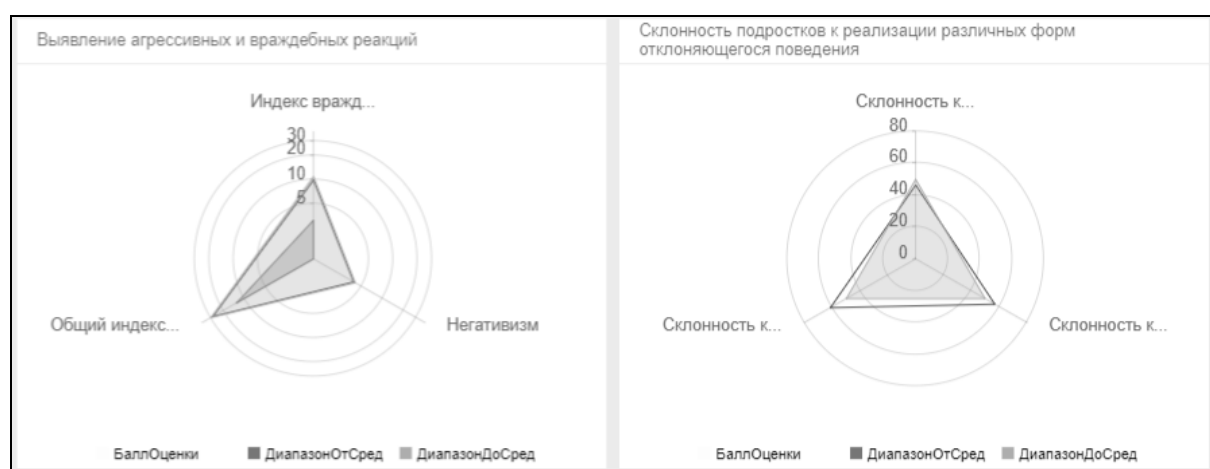 Выявление агрессивных и враждебных реакций
Индекс вражд...
30
20
10
5
Общий индекс...
Негативизм
БаллОценки ДиапазонОтСред ДиапазонДоСред
Склонность подростков к реализации различных форм
отклоняющегося поведения
Склонность к...
80
60
40
20
0
Склонность к...
Склонность к...
БаллОценки ДиапазонОтСред ДиапазонДоСред